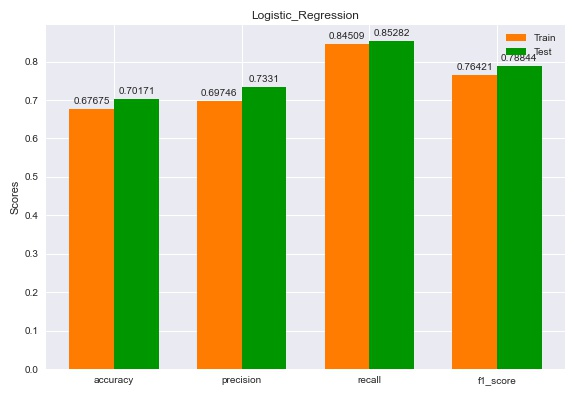 Logistic_Regression
Train
Test
0.67675
0.70171
0.69746
0.7331
0.84509
0.85282
0.76421
0.78844
Scores
0.8
0.7
0.6
0.5
0.4
0.3
0.2
0.1
0.0
accuracy
precision
recall
f1_score